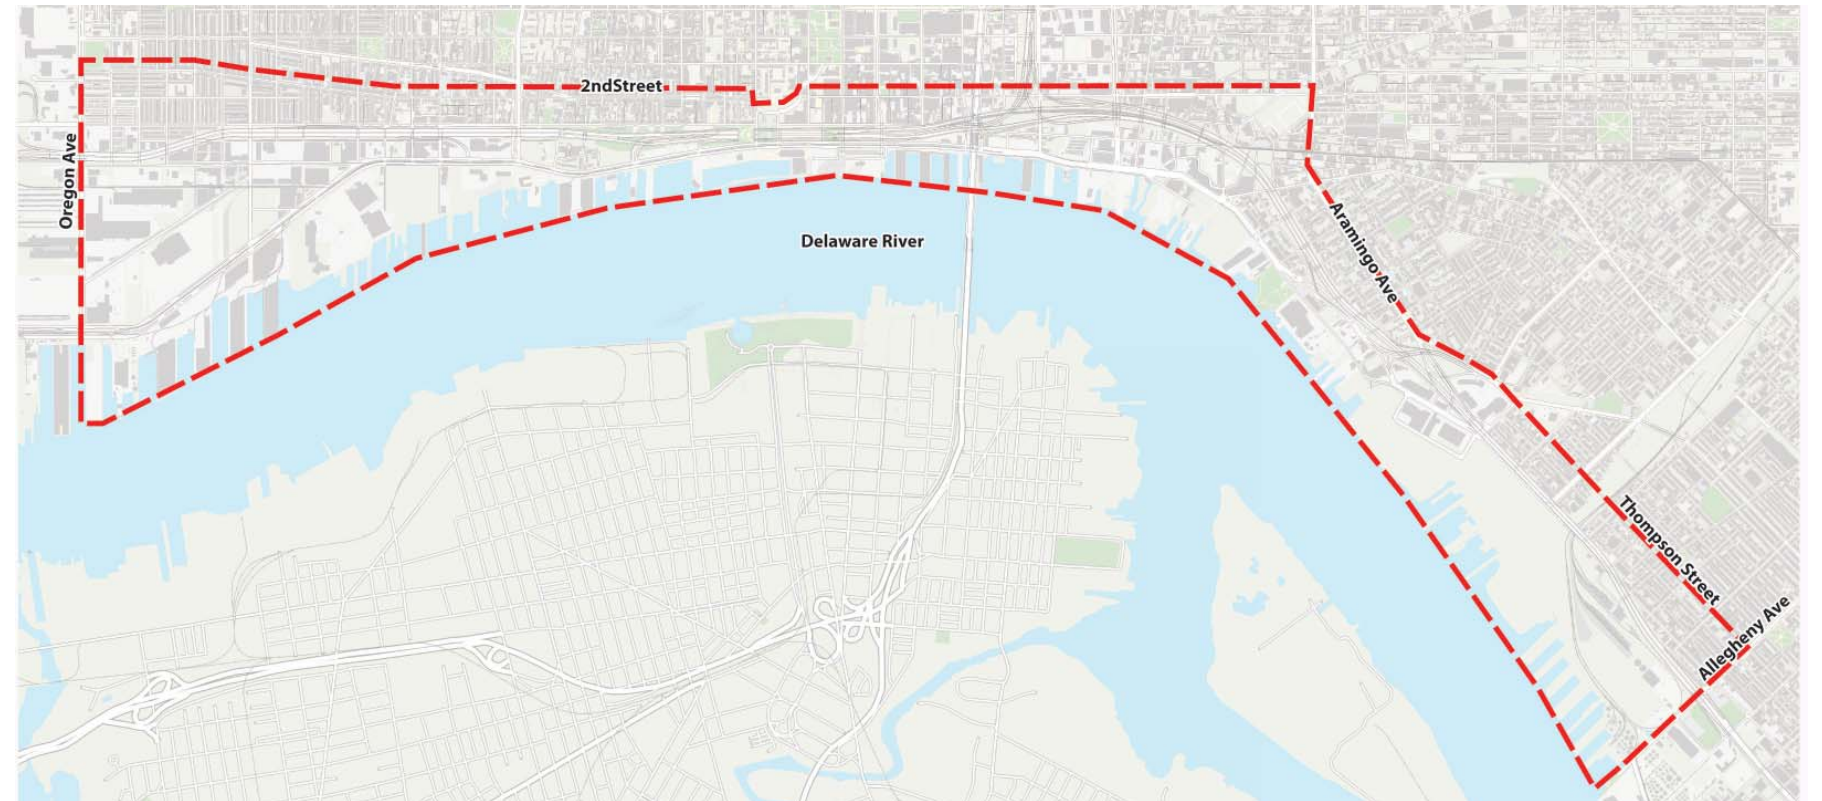 2ndStreet
Oregon Ave
Delaware River
Aramingo Ave
Thompson Street
Allegheny Ave